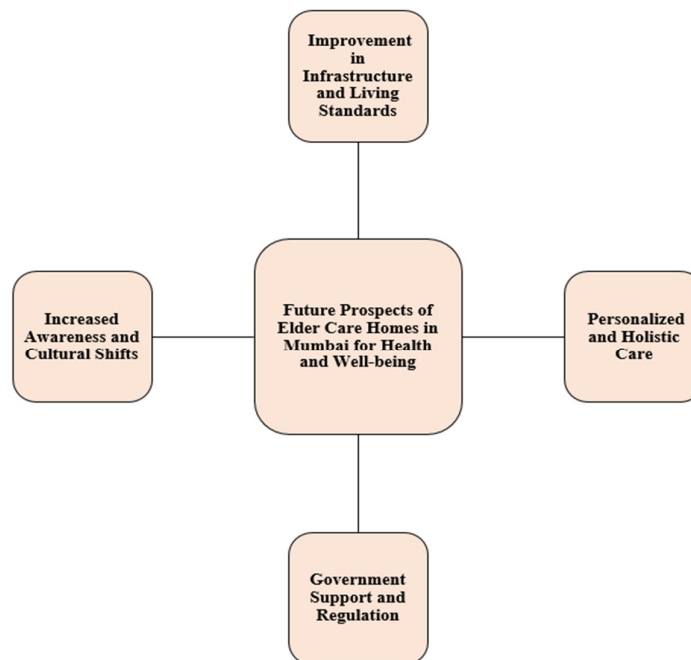 Improvement
in
Infrastructure
and Living
Standards
Increased
Awareness and
Cultural Shifts
Future Prospects of
Elder Care Homes in
Mumbai for Health
and Well-being
Personalized
and Holistic
Care
Government
Support and
Regulation